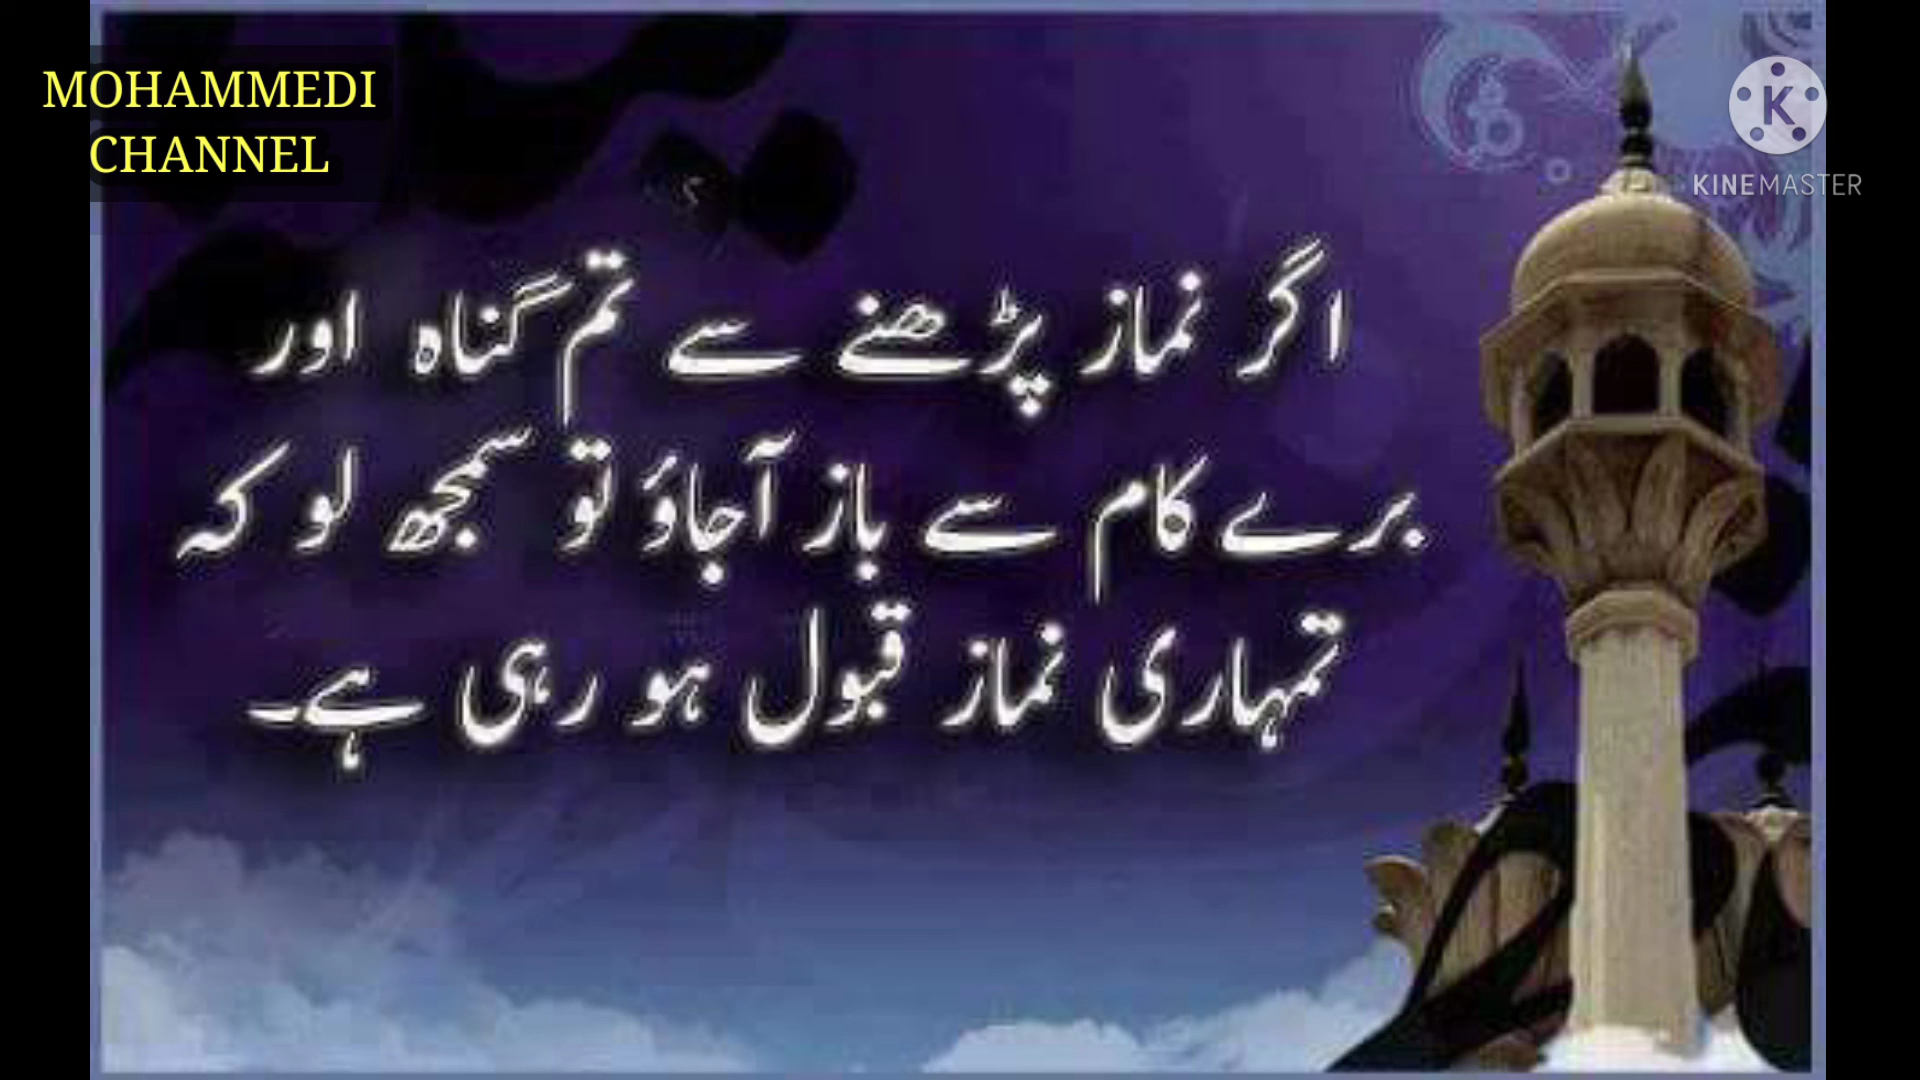 MOHAMMEDI
CHANNEL
KINEMASTER
اگر نماز پڑھنے سے تم گناہ اور
برے کام سے باز آجاؤ تو سمجھ لو کہ
تمہاری نماز قبول ہو رہی ہے۔